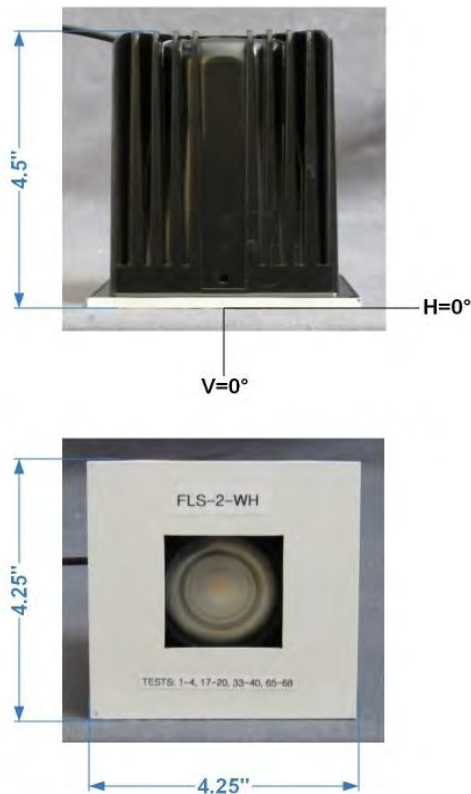 4.5"
H=0°
V=0°
FLS-2-WH
4.25"
TESTS: 1-4, 17-20, 33-40, 65-68
4.25"